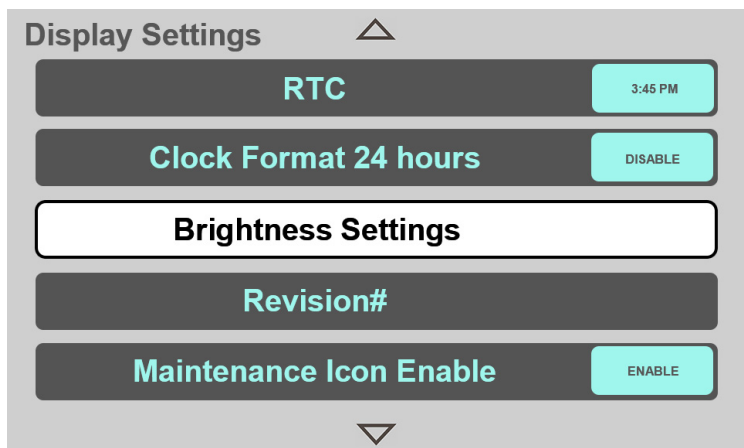 Display Settings
RTC
3:45 PM
Clock Format 24 hours
DISABLE
Brightness Settings
Revision#
Maintenance Icon Enable
ENABLE